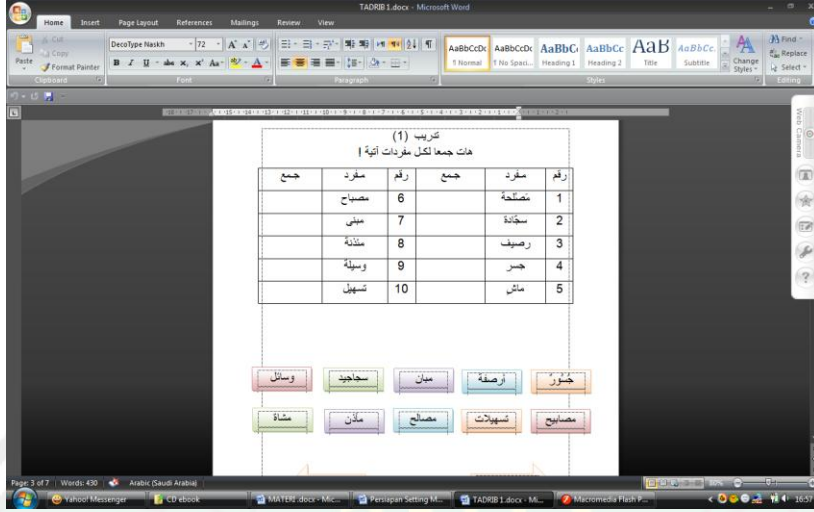 TADRIB 1.docx - Microsoft Word
Home Insert Page Layout References Mailings Review View
Cut
Copy
Format Painter
Paste
DecoType Naskh 72
AaBbCcDc AaBbCcDc AaBbC AaBbCc AaB AaBbCc.
¶ Normal ¶ No Spaci... Heading 1 Heading 2 Title Subtitle
Change Styles
Find
Replace
Select
Clipboard Font Paragraph Styles Editing
Web Camera
تدريب (1)
هات جمعا لكل مفردات آتية !
رقم مفرد جمع رقم مفرد جمع
1 مَصلحة 6 مصباح
2 سجّادة 7 مبنى
3 رصيف 8 مئذنة
4 جسر 9 وسيلة
5 ماشٍ 10 تسهيل
جُسُورٌ أرصفة مبان سجاجيد وسائل
مصابيح تسهيلات مصالح مآذن مشاة
Page: 3 of 7 Words: 430 Arabic (Saudi Arabia) 80%
Yahoo! Messenger CD ebook MATERI .docx - Mic... Persiapan Setting M... TADRIB 1.docx - Mi... Macromedia Flash P... 16:57